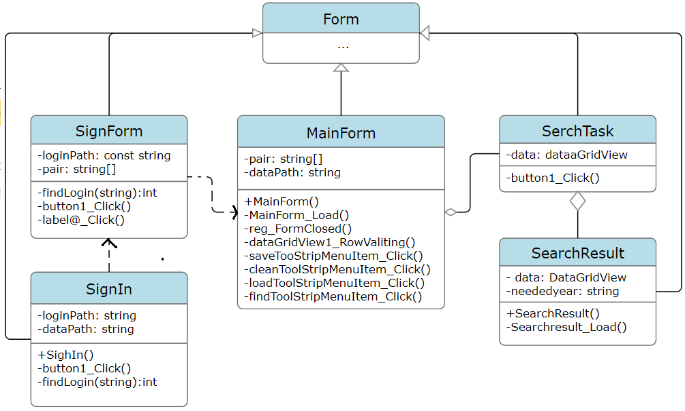 Form
...
SignForm
-loginPath: const string
-pair: string[]
-findLogin(string):int
-button1_Click()
-label@_Click()
MainForm
-pair: string[]
-dataPath: string
+MainForm()
-MainForm_Load()
-reg_FormClosed()
-dataGridView1_RowValiting()
-saveTooStripMenuItem_Click()
-cleanToolStripMenuItem_Click()
-loadToolStripMenuItem_Click()
-findToolStripMenuItem_Click()
SerchTask
-data: dataaGridView
-button1_Click()
SignIn
-loginPath: string
-dataPath: string
+SighIn()
-button1_Click()
-findLogin(string):int
SearchResult
- data: DataGridView
-neededyear: string
+SearchResult()
-Searchresult_Load()